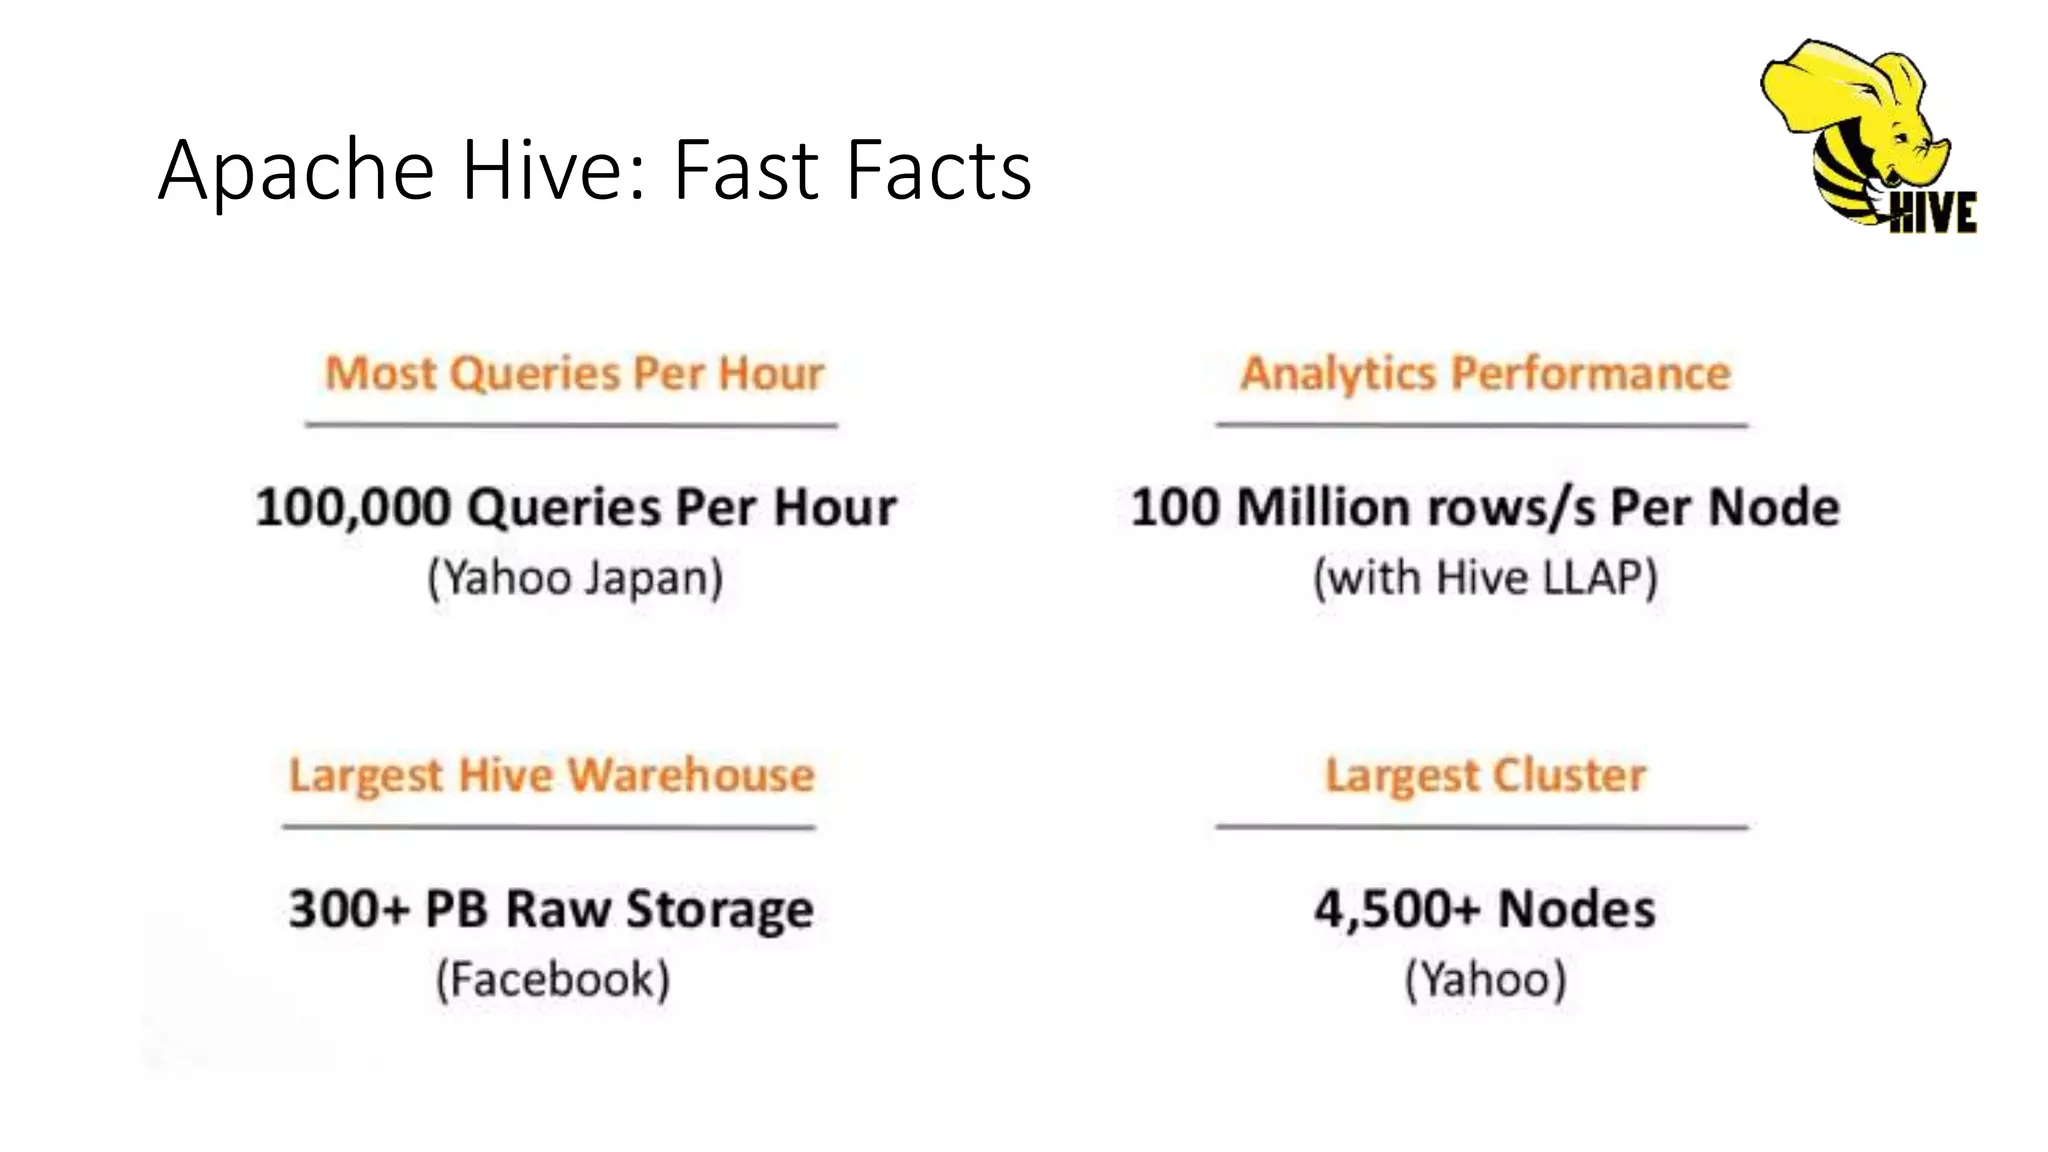 Apache Hive: Fast Facts
HIVE
Most Queries Per Hour
100,000 Queries Per Hour
(Yahoo Japan)
Analytics Performance
100 Million rows/s Per Node
(with Hive LLAP)
Largest Hive Warehouse
300+ PB Raw Storage
(Facebook)
Largest Cluster
4,500+ Nodes
(Yahoo)